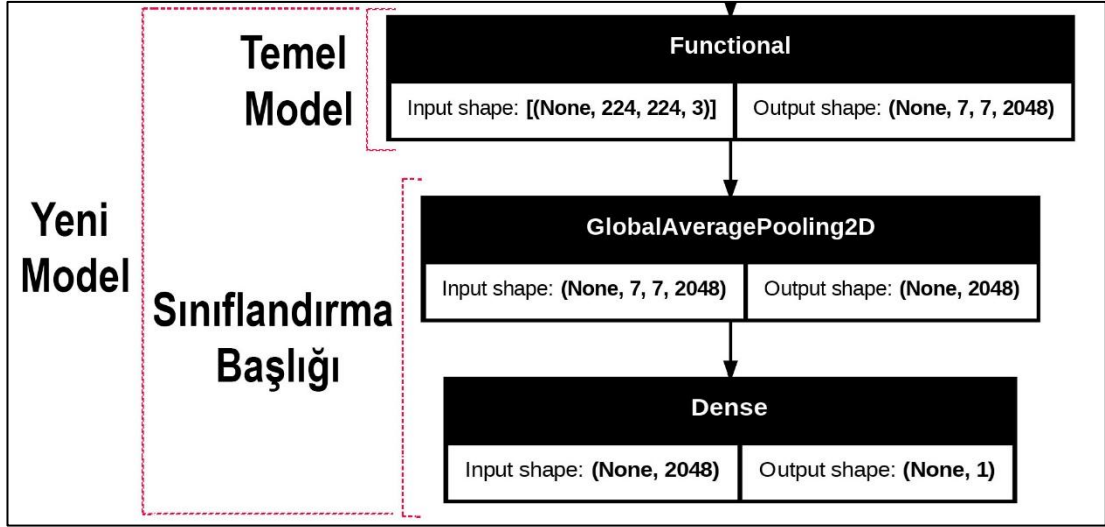 Temel
Model
Functional
Input shape: [(None, 224, 224, 3)]
Output shape: (None, 7, 7, 2048)
Yeni
Model
Sınıflandırma
Başlığı
GlobalAveragePooling2D
Input shape: (None, 7, 7, 2048)
Output shape: (None, 2048)
Dense
Input shape: (None, 2048)
Output shape: (None, 1)